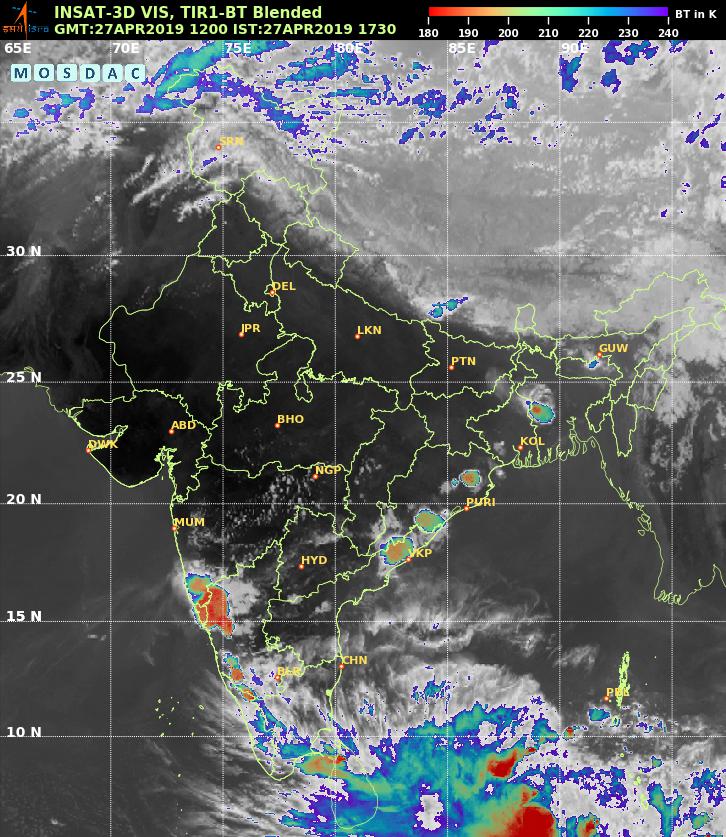 INSAT-3D VIS, TIR1-BT Blended
GMT:27APR2019 1200 IST:27APR2019 1730
BT in K
180 190 200 210 220 230 240
65E 70E 75E 80E 85E 90E
MOSDAC
SRN
30 N
DEL
JPR
LKN
GUW
PTN
25 N
ABD
BHO
DWK
KOL
NGP
20 N
PURI
MUM
VKP
HYD
15 N
CHN
BLR
10 N